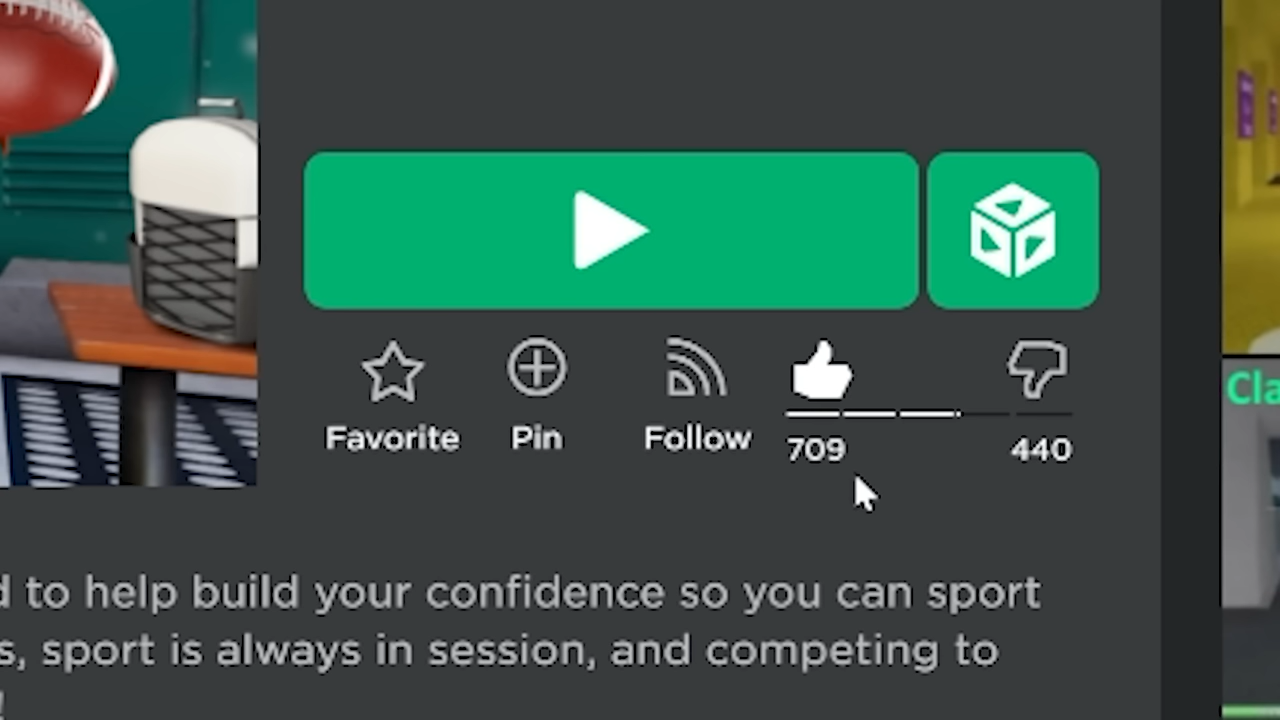 Favorite
Pin
Follow
709
440
Cla
d to help build your confidence so you can sport
s, sport is always in session, and competing to
!